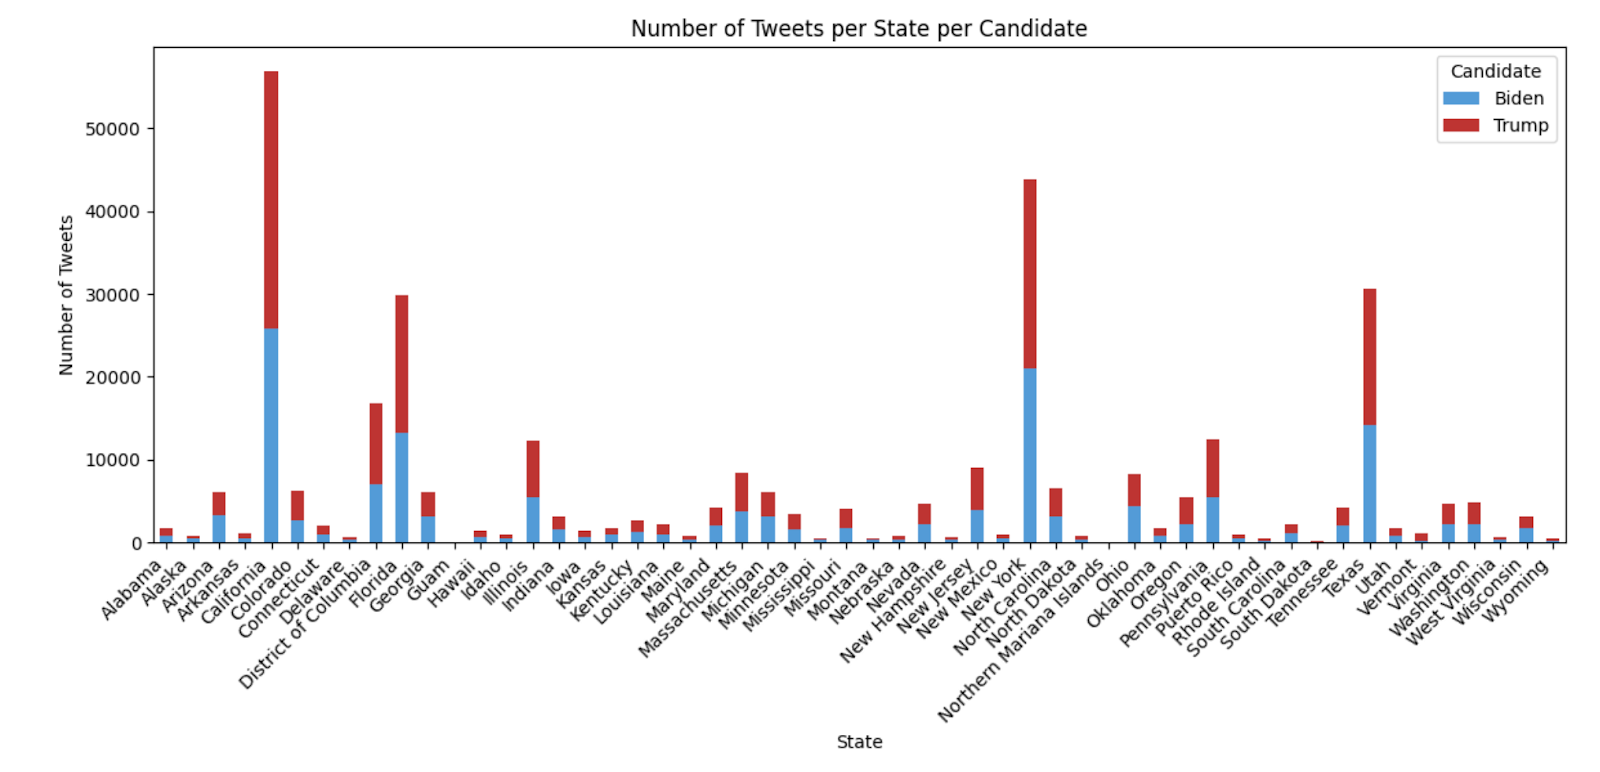 Number of Tweets per State per Candidate
Candidate
Biden
Trump
Number of Tweets
50000
40000
30000
20000
10000
0
Alabama
Alaska
Arizona
Arkansas
California
Colorado
Connecticut
Delaware
District of Columbia
Florida
Georgia
Guam
Hawaii
Idaho
Illinois
Indiana
Iowa
Kansas
Kentucky
Louisiana
Maine
Maryland
Massachusetts
Michigan
Minnesota
Mississippi
Missouri
Montana
Nebraska
Nevada
New Hampshire
New Jersey
New Mexico
New York
North Carolina
North Dakota
Northern Mariana Islands
Ohio
Oklahoma
Oregon
Pennsylvania
Puerto Rico
Rhode Island
South Carolina
South Dakota
Tennessee
Texas
Utah
Vermont
Virginia
Washington
West Virginia
Wisconsin
Wyoming
State